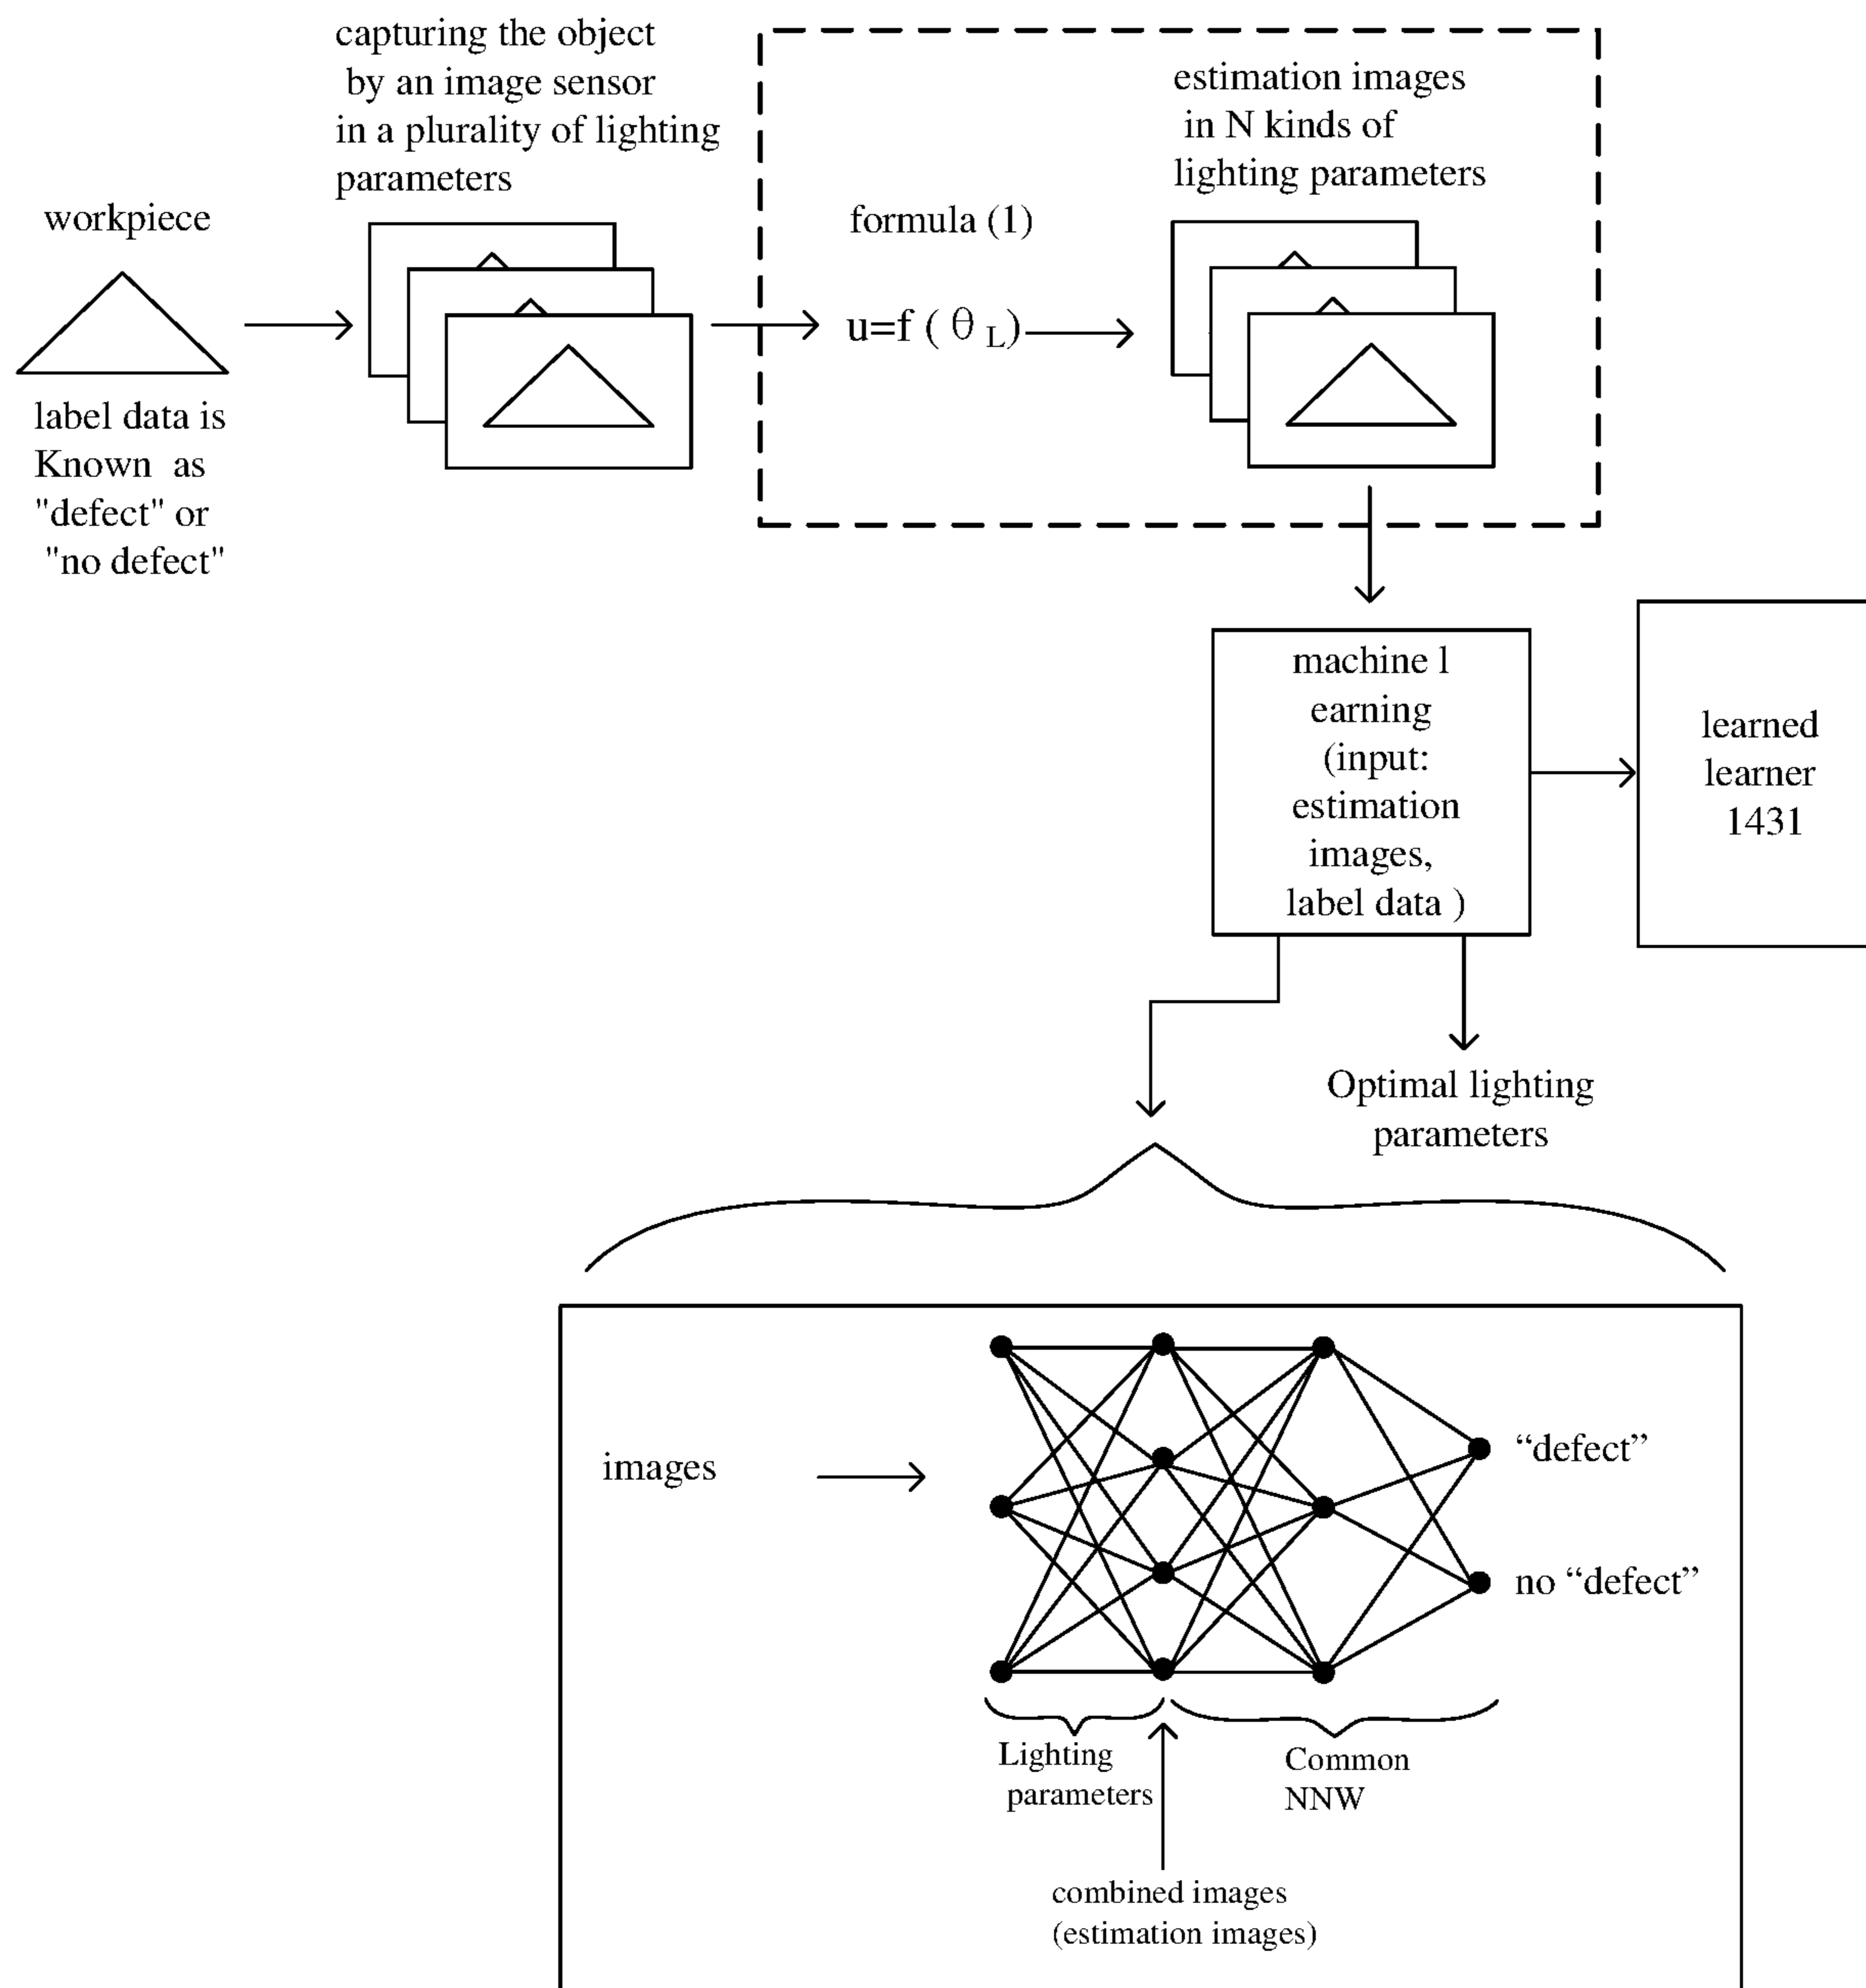 capturing the object
by an image sensor
in a plurality of lighting
parameters
workpiece
label data is
Known as
"defect" or
"no defect"
formula (1)
u=f ( θ L)
estimation images
in N kinds of
lighting parameters
machine l
earning
(input:
estimation
images,
label data )
learned
learner
1431
Optimal lighting
parameters
images
“defect”
no “defect”
Lighting
parameters
Common
NNW
combined images
(estimation images)